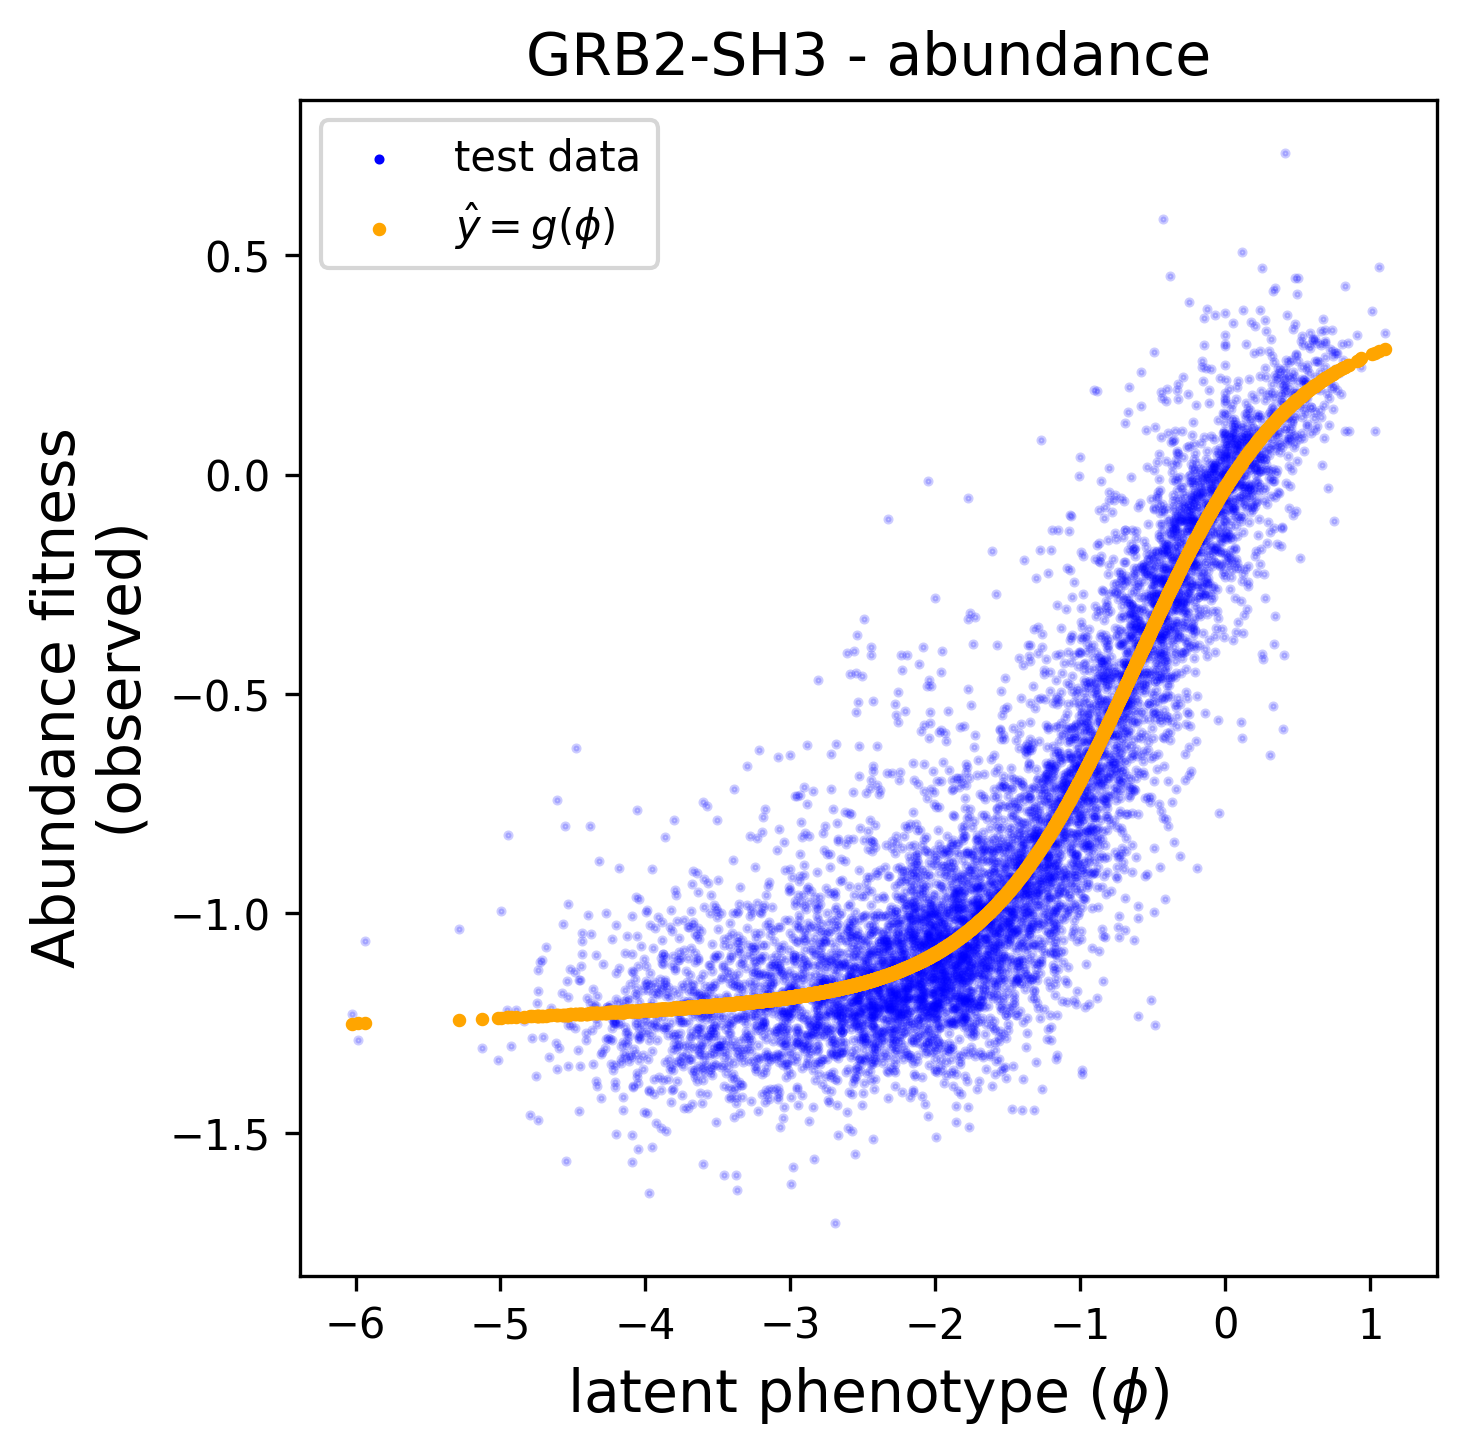 GRB2-SH3 - abundance
test data
ŷ = g(ϕ)
Abundance fitness
(observed)
0.5
0.0
−0.5
−1.0
−1.5
−6 −5 −4 −3 −2 −1 0 1
latent phenotype (ϕ)